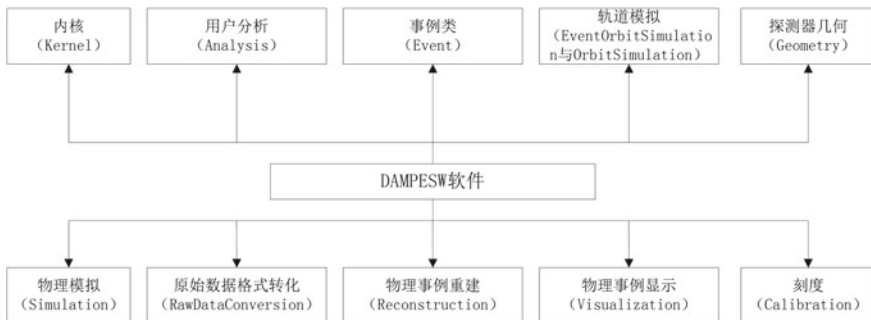 内核
(Kernel)
用户分析
(Analysis)
事例类
(Event)
轨道模拟
(EventOrbitSimulatio
n与OrbitSimulation)
探测器几何
(Geometry)
DAMPESW软件
物理模拟
(Simulation)
原始数据格式转化
(RawDataConversion)
物理事例重建
(Reconstruction)
物理事例显示
(Visualization)
刻度
(Calibration)